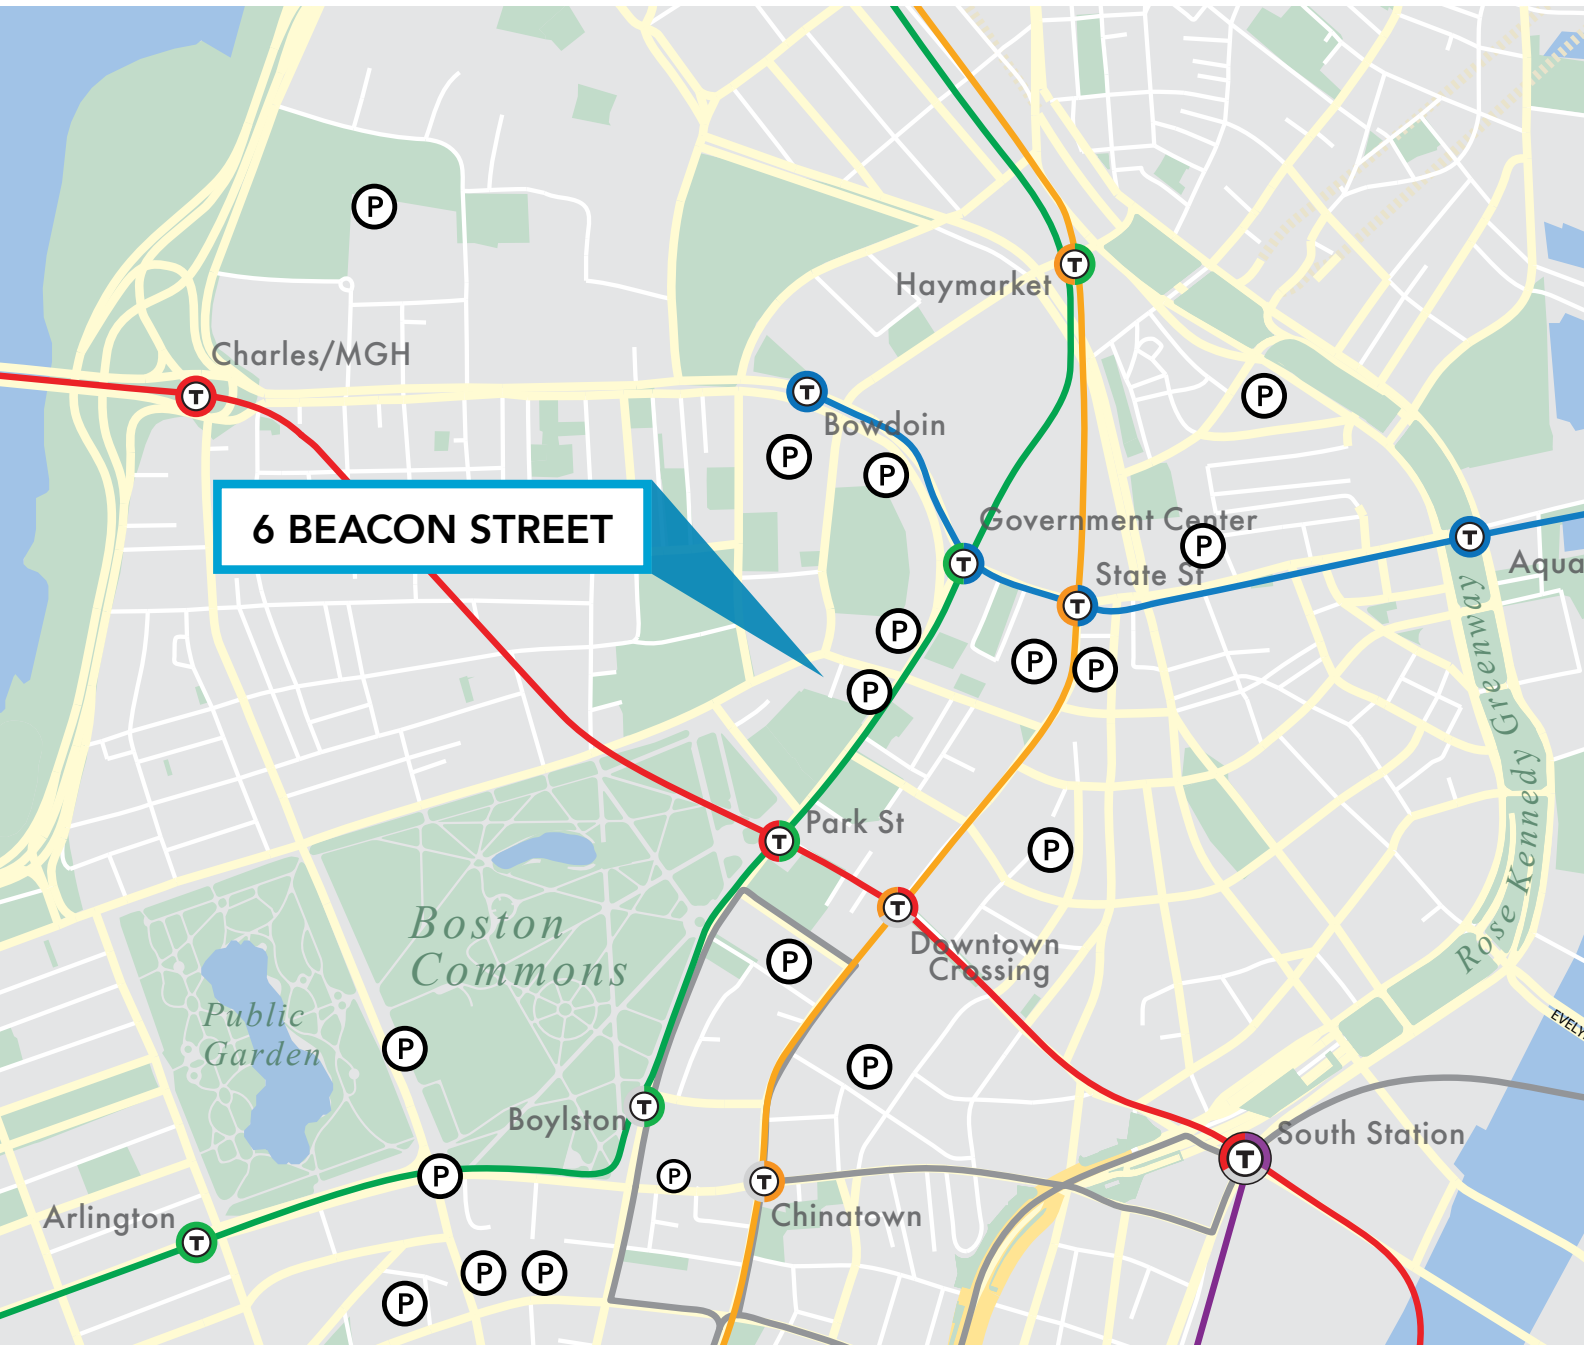 P
Haymarket
T
Charles/MGH
T
T
P
Bowdoin
P
P
6 BEACON STREET
Government Center
P
T
Aqua
T
State St
T
P
P
P
P
Rose Kennedy Greenway
Park St
T
P
T
Boston
Commons
Downtown
Crossing
P
Public
Garden
EVELY
P
P
Boylston
T
South Station
T
P
P
T
Arlington
Chinatown
T
P
P
P